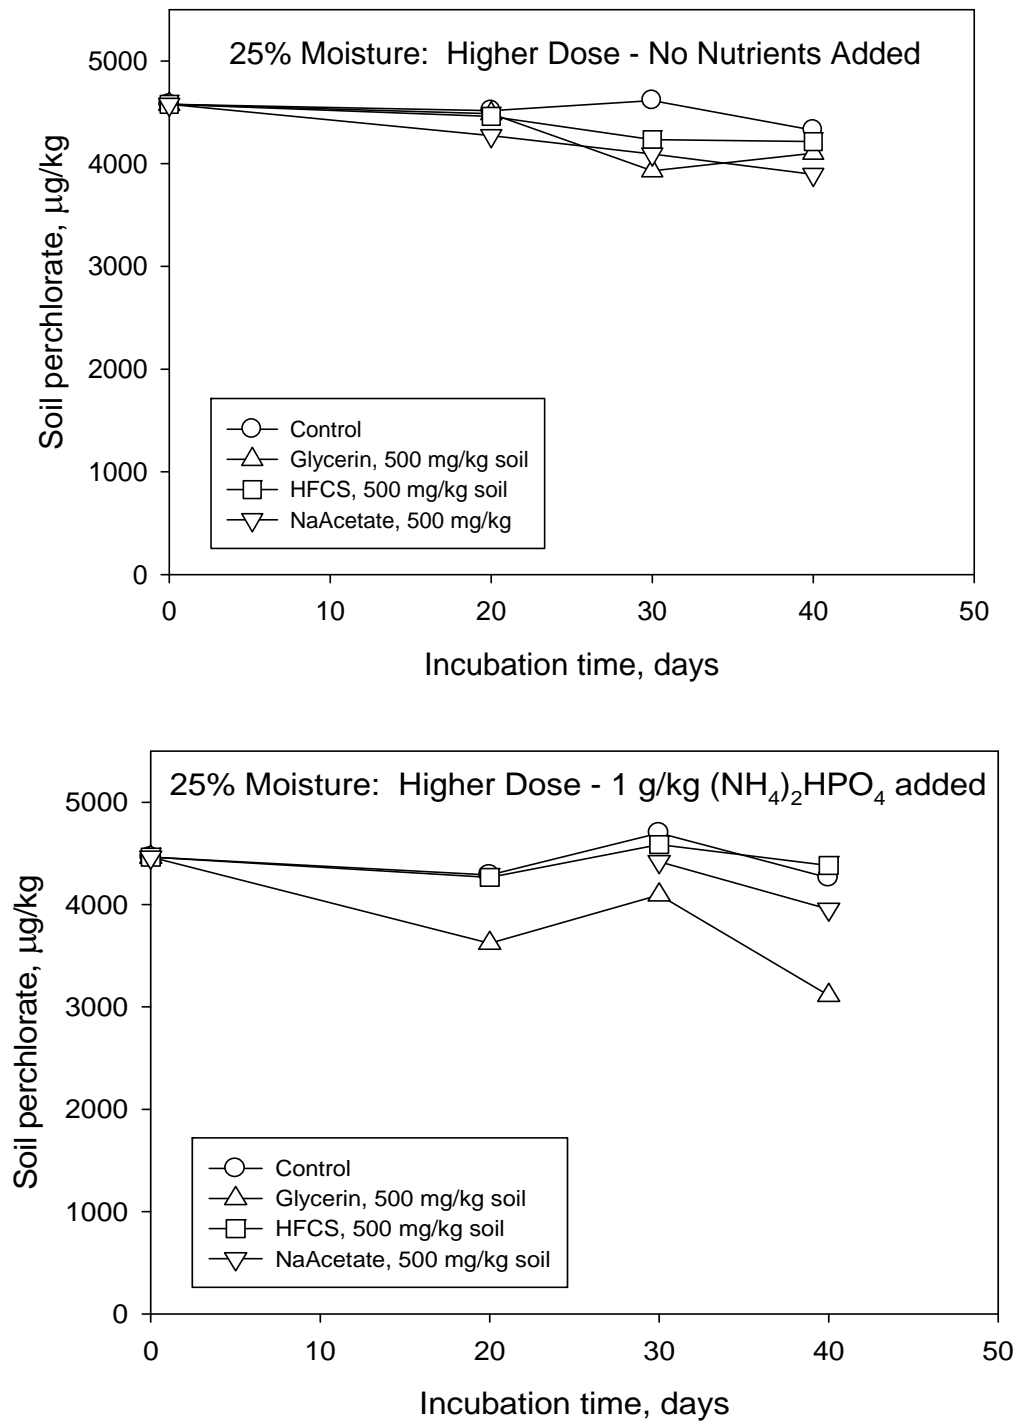 25% Moisture:  Higher Dose - No Nutrients Added
5000
4000
3000
2000
1000
0
Soil perchlorate, µg/kg
Control
Glycerin, 500 mg/kg soil
HFCS, 500 mg/kg soil
NaAcetate, 500 mg/kg
0 10 20 30 40 50
Incubation time, days
25% Moisture:  Higher Dose - 1 g/kg (NH₄)₂HPO₄ added
5000
4000
3000
2000
1000
0
Soil perchlorate, µg/kg
Control
Glycerin, 500 mg/kg soil
HFCS, 500 mg/kg soil
NaAcetate, 500 mg/kg soil
0 10 20 30 40 50
Incubation time, days